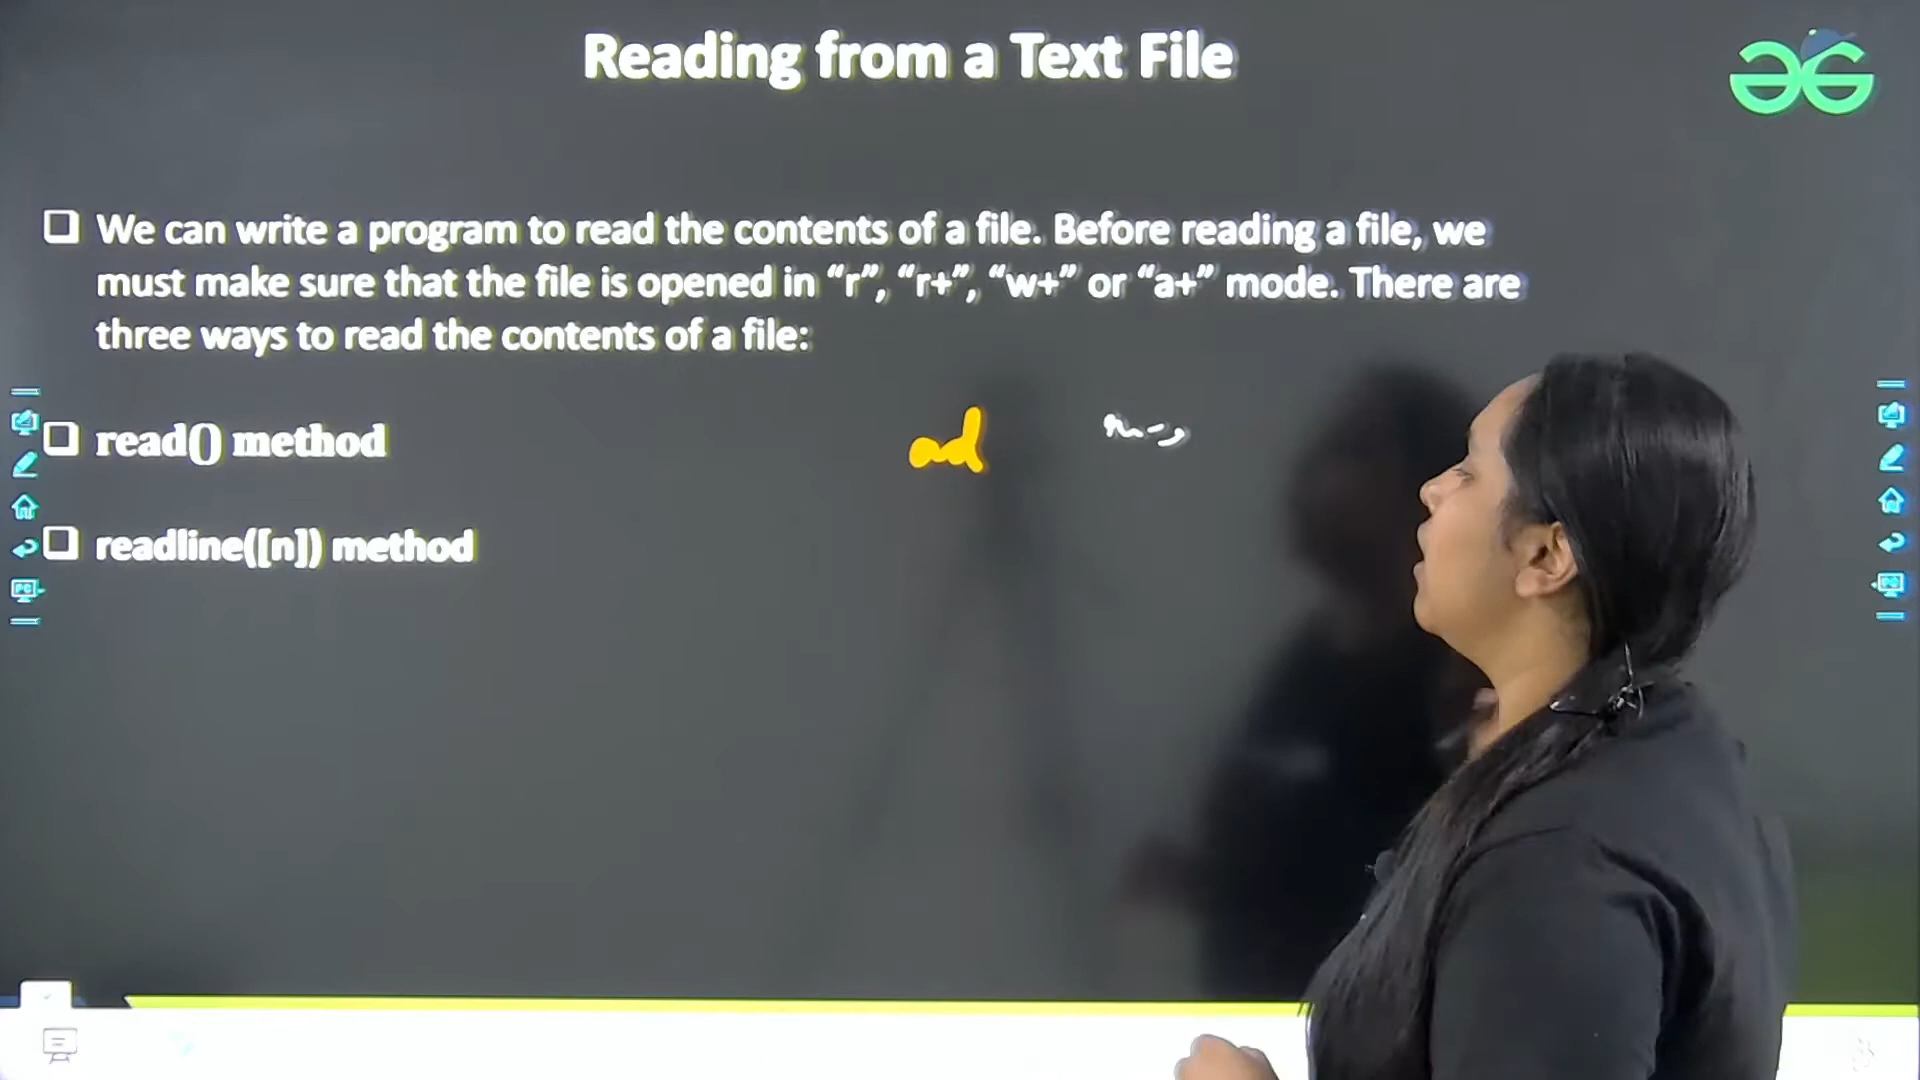 Reading from a Text File
We can write a program to read the contents of a file. Before reading a file, we
must make sure that the file is opened in “r”, “r+”, “w+” or “a+” mode. There are
three ways to read the contents of a file:
read() method
readline([n]) method